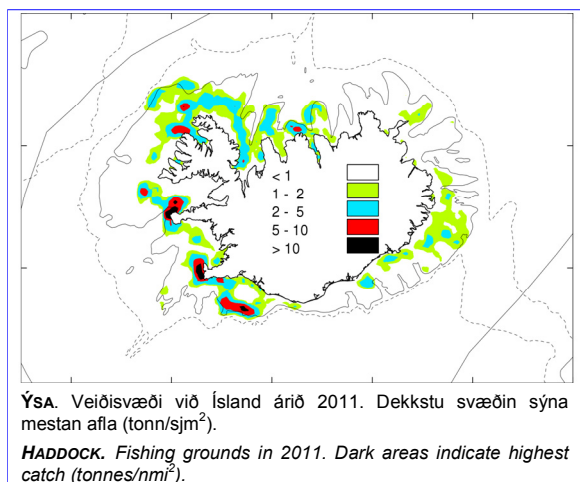 < 1
1 - 2
2 - 5
5 - 10
> 10
ÝSA. Veiðisvæði við Ísland árið 2011. Dekkstu svæðin sýna
mestan afla (tonn/sjm²).
HADDOCK. Fishing grounds in 2011. Dark areas indicate highest
catch (tonnes/nmi²).